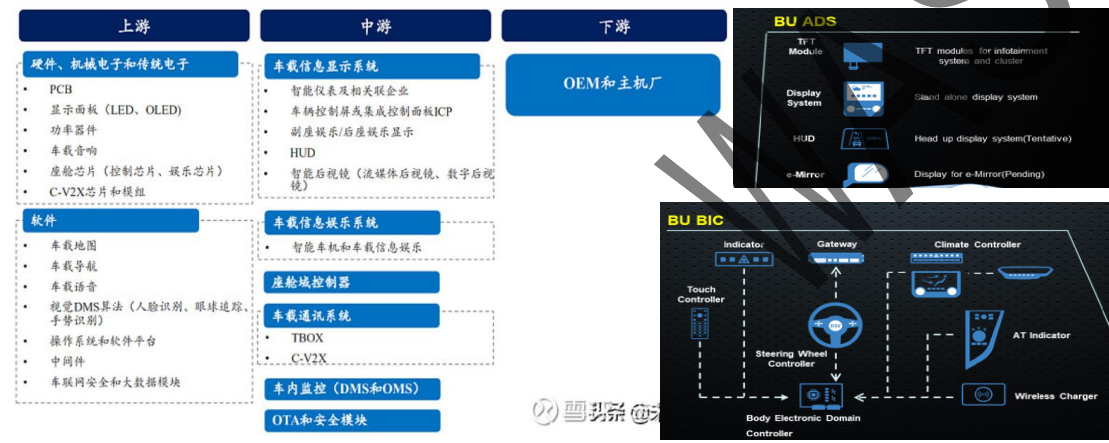 上游
硬件、机械电子和传统电子
• PCB
• 显示面板（LED、OLED)
• 功率器件
• 车载音响
• 座舱芯片（控制芯片、娱乐芯片）
• C-V2X芯片和模组
软件
• 车载地图
• 车载导航
• 车载语音
• 视觉DMS算法（人脸识别、眼球追踪、
手势识别）
• 操作系统和软件平台
• 中间件
• 车联网安全和大数据模块
中游
车载信息显示系统
• 智能仪表及相关联企业
• 车辆控制屏或集成控制面板ICP
• 副座娱乐/后座娱乐显示
• HUD
• 智能后视镜（流媒体后视镜、数字后视
镜）
车载信息娱乐系统
• 智能车机和车载信息娱乐
座舱域控制器
车载通讯系统
• TBOX
• C-V2X
车内监控（DMS和OMS）
OTA和安全模块
下游
OEM和主机厂
雪球
BU ADS
TFT
Module
TFT modules for infotainment
system and cluster
Display
System
Stand alone display system
HUD
Head up display system(Tentative)
e-Mirror
Display for e-Mirror(Pending)
BU BIC
Indicator
Gateway
Climate Controller
Touch
Controller
Steering Wheel
Controller
AT Indicator
Wireless Charger
Body Electronic Domain
Controller